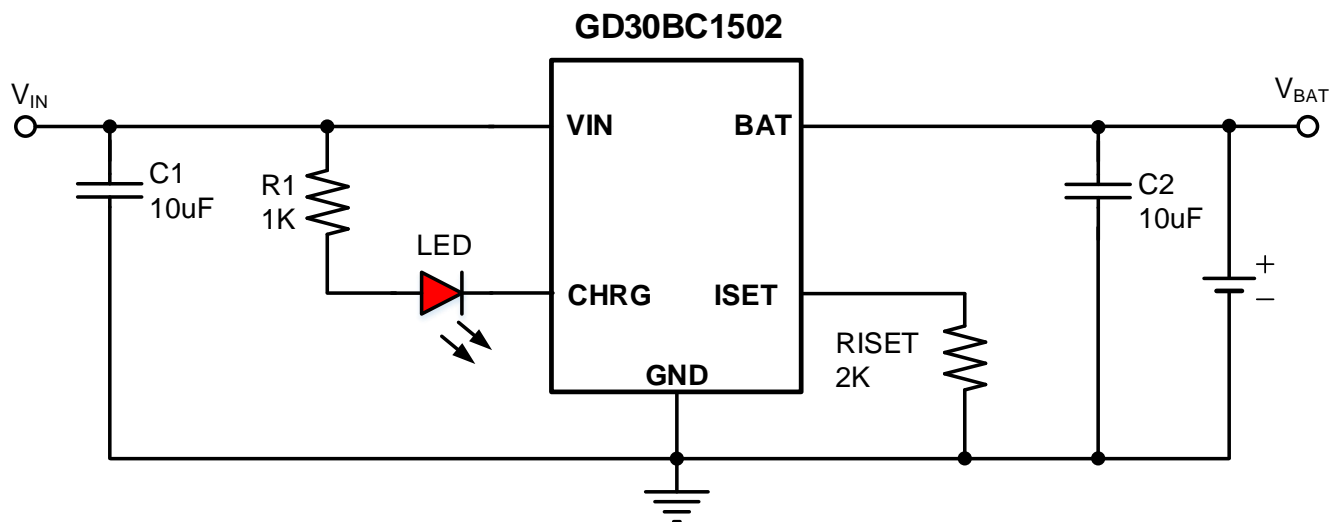 GD30BC1502
VIN
VBAT
VIN
BAT
C1
10uF
R1
1K
C2
10uF
LED
CHRG
ISET
+
−
RISET
2K
GND